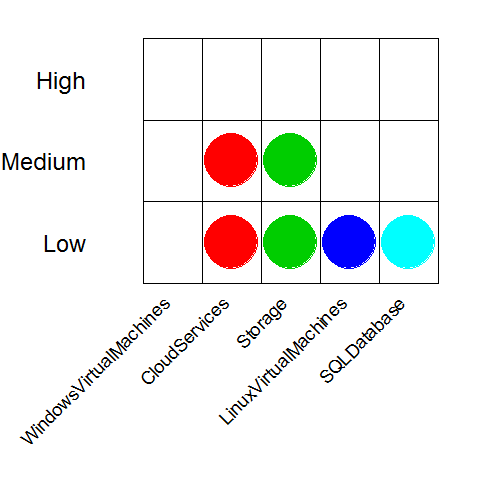 High
Medium
Low
WindowsVirtualMachines
CloudServices
Storage
LinuxVirtualMachines
SQLDatabase